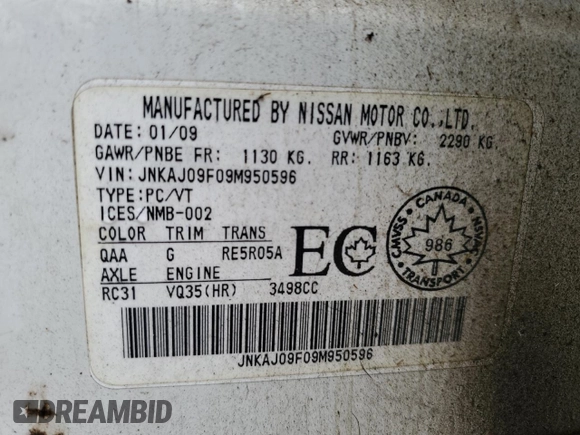 MANUFACTURED BY NISSAN MOTOR CO.,LTD.
DATE: 01/09 GVWR/PNBV: 2290 KG.
GAWR/PNBE FR: 1130 KG. RR: 1163 KG.
VIN: JNKAJ09F09M950596
TYPE: PC/VT
ICES/NMB-002
COLOR TRIM TRANS
QAA G RE5R05A
AXLE ENGINE
RC31 VQ35(HR) 3498CC
EC
CANADA
CMVSS
NSVAC
986
TRANSPORT
JNKAJ09F09M950596
DREAMBID